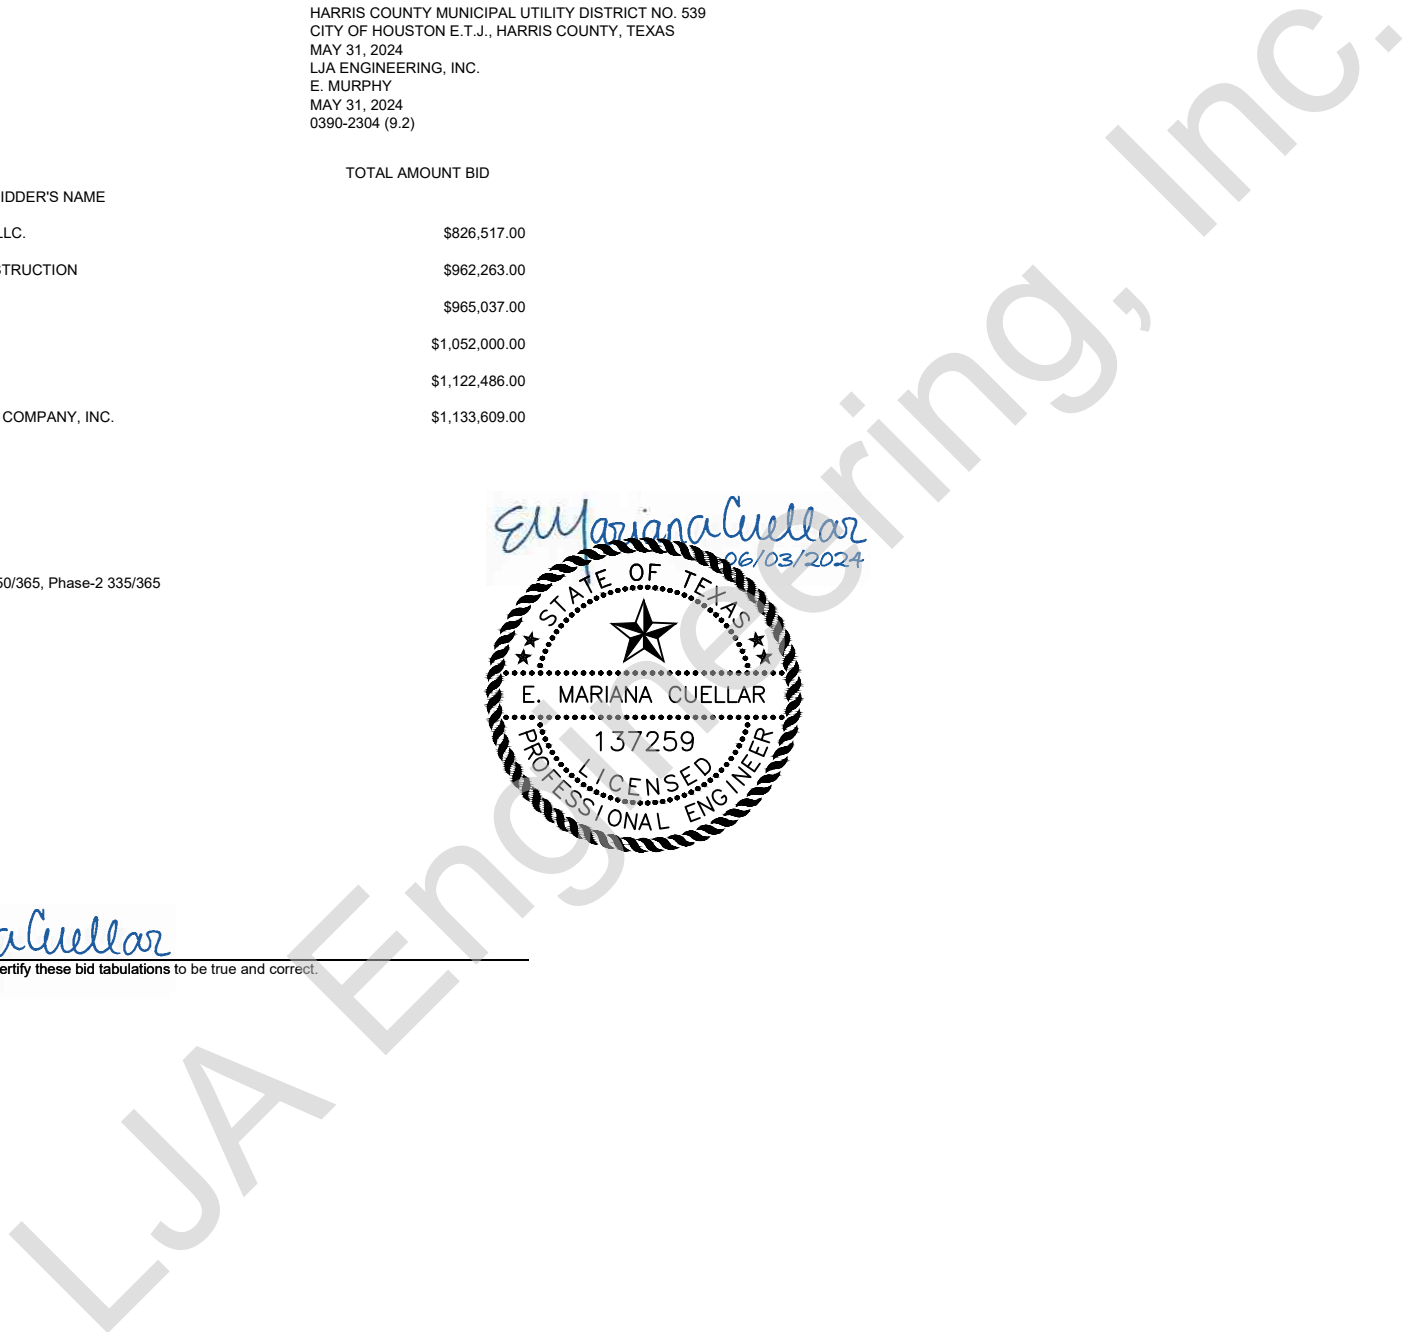 HARRIS COUNTY MUNICIPAL UTILITY DISTRICT NO. 539
CITY OF HOUSTON E.T.J., HARRIS COUNTY, TEXAS
MAY 31, 2024
LJA ENGINEERING, INC.
E. MURPHY
MAY 31, 2024
0390-2304 (9.2)
TOTAL AMOUNT BID
IDDER'S NAME
LLC. $826,517.00
STRUCTION $962,263.00
$965,037.00
$1,052,000.00
$1,122,486.00
COMPANY, INC. $1,133,609.00
EMariana Cuellar
06/03/2024
50/365, Phase-2 335/365
STATE OF TEXAS
E. MARIANA CUELLAR
137259
LICENSED
PROFESSIONAL ENGINEER
a Cuellar
ertify these bid tabulations to be true and correct.
LJA Engineering, Inc.